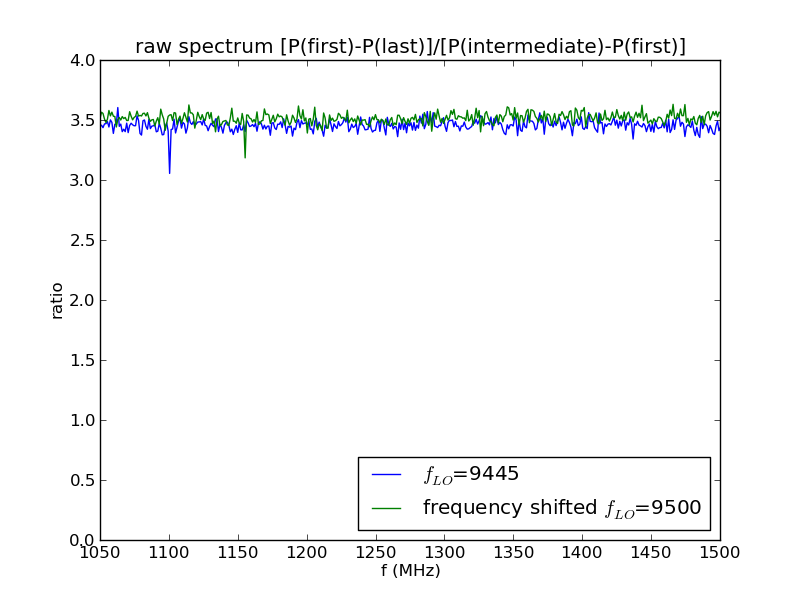 raw spectrum [P(first)-P(last)]/[P(intermediate)-P(first)]
4.0
3.5
3.0
2.5
2.0
1.5
1.0
0.5
0.0
ratio
f_LO=9445
frequency shifted f_LO=9500
1050 1100 1150 1200 1250 1300 1350 1400 1450 1500
f (MHz)